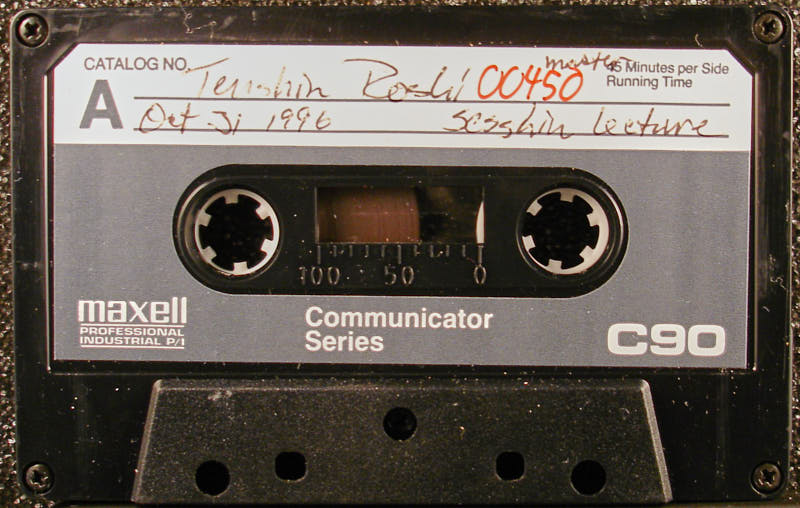 CATALOG NO. Tenshin Roshi 00450 master 45 Minutes per Side
Running Time
A Oct 31 1996 sesshin lecture
100 50 0
maxell
PROFESSIONAL
INDUSTRIAL P/I
Communicator
Series
C90